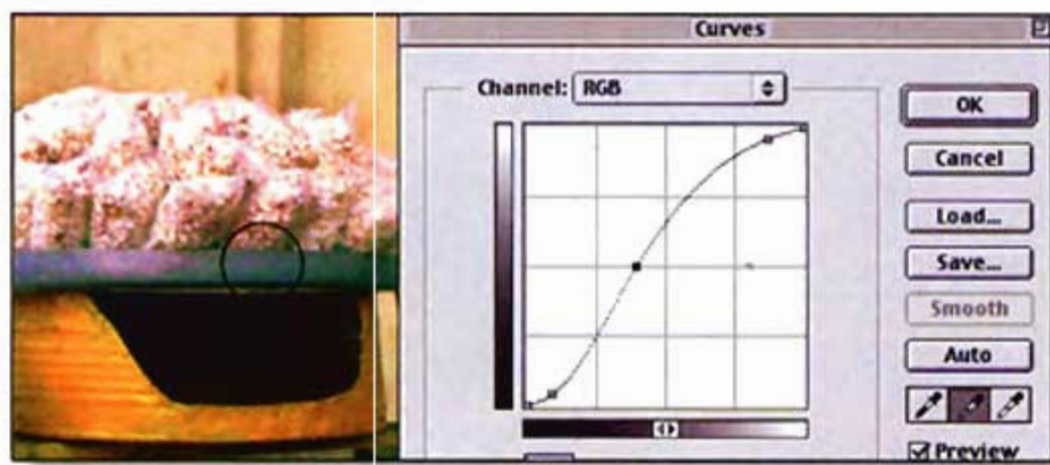 Curves
Channel: RGB
OK
Cancel
Load...
Save...
Smooth
Auto
Preview